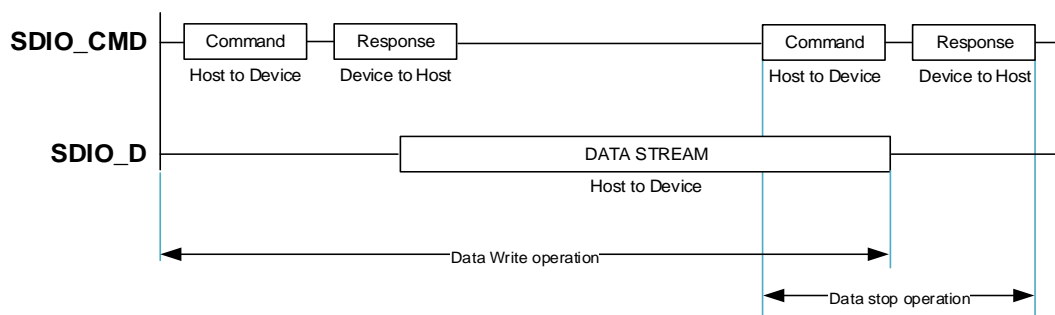 SDIO_CMD
Command
Response
Command
Response
Host to Device
Device to Host
Host to Device
Device to Host
SDIO_D
DATA STREAM
Host to Device
Data Write operation
Data stop operation